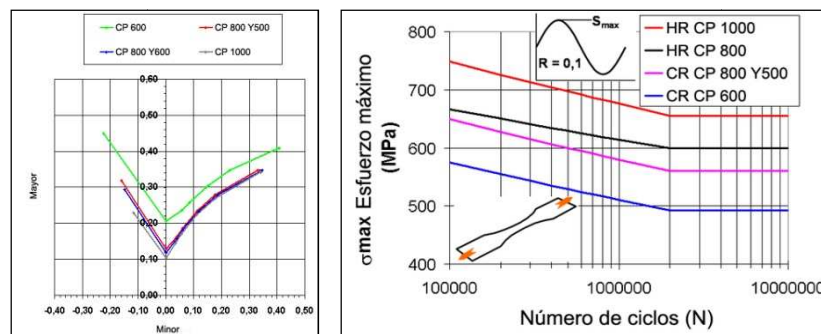 CP 600
CP 800 Y500
CP 800 Y600
CP 1000
0,60
0,50
0,40
0,30
0,20
0,10
0,00
-0,40 -0,30 -0,20 -0,10 0,00 0,10 0,20 0,30 0,40 0,50
Mayor
Minor
σmax Esfuerzo máximo
(MPa)
800
700
600
500
400
Smax
R = 0,1
HR CP 1000
HR CP 800
CR CP 800 Y500
CR CP 600
100000 1000000 10000000
Número de ciclos (N)